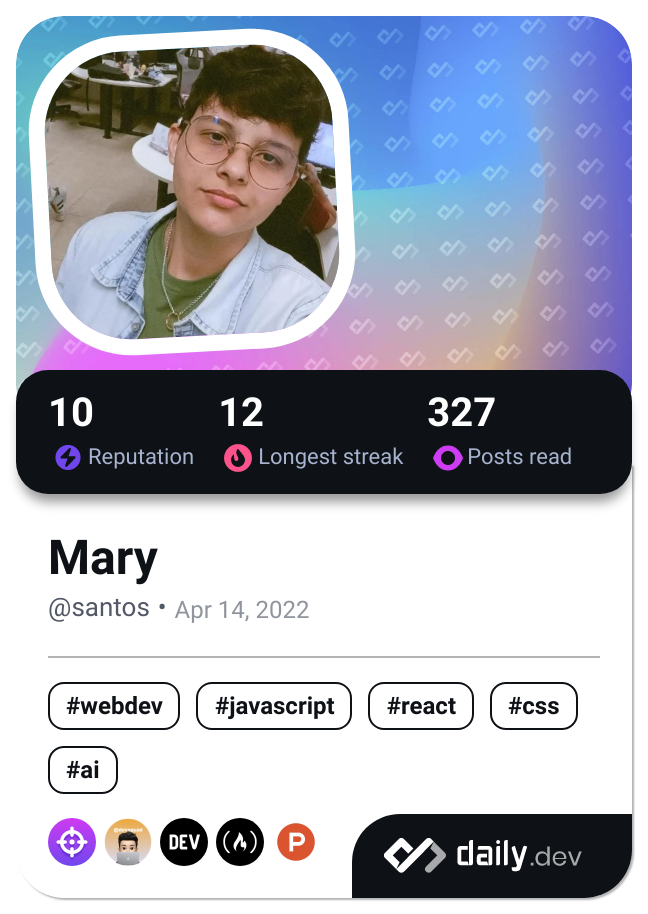 10 12 327
Reputation Longest streak Posts read
Mary
@santos • Apr 14, 2022
#webdev #javascript #react #css
#ai
DEV P daily.dev